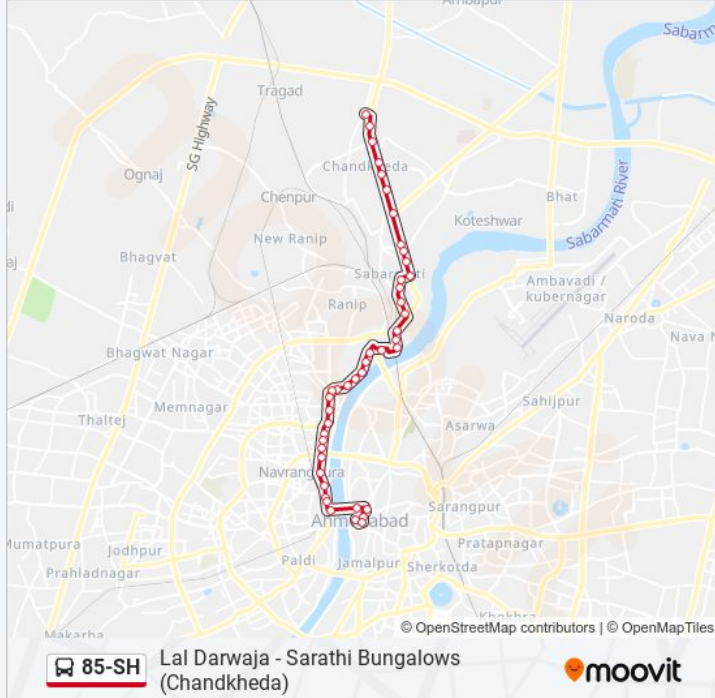 Ambapur
Sabarm
Tragad
SG Highway
Chandkheda
Ognaj
Chenpur
Bhat
Koteshwar
Sabarmati River
New Ranip
Bhagvat
Sabarmati
Ambavadi /
kubernagar
Ranip
Naroda
Nava N
Bhagwat Nagar
Memnagar
Sahijpur
Thaltej
Asarwa
Navrangpura
Sarangpur
Ahmedabad
Mumatpura
Jodhpur
Pratapnagar
Paldi
Jamalpur
Sherkotda
Prahladnagar
Khokhra
Makarba
© OpenStreetMap contributors | © OpenMapTiles
85-SH
Lal Darwaja - Sarathi Bungalows
(Chandkheda)
moovit